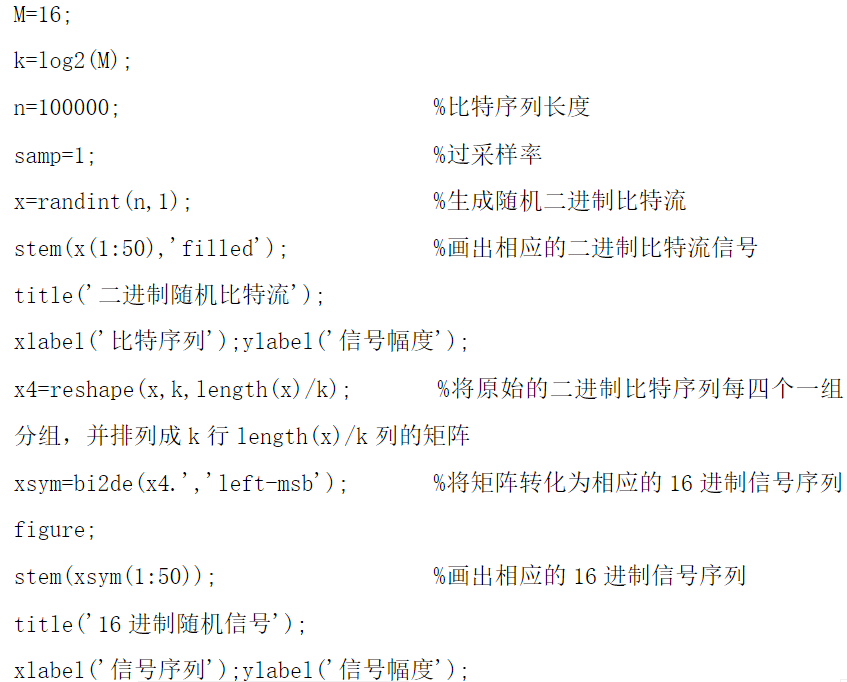 M=16;
k=log2(M);
n=100000; %比特序列长度
samp=1; %过采样率
x=randint(n,1); %生成随机二进制比特流
stem(x(1:50),'filled'); %画出相应的二进制比特流信号
title('二进制随机比特流');
xlabel('比特序列');ylabel('信号幅度');
x4=reshape(x,k,length(x)/k); %将原始的二进制比特序列每四个一组
分组，并排列成 k 行 length(x)/k 列的矩阵
xsym=bi2de(x4.','left-msb'); %将矩阵转化为相应的 16 进制信号序列
figure;
stem(xsym(1:50)); %画出相应的 16 进制信号序列
title('16 进制随机信号');
xlabel('信号序列');ylabel('信号幅度');